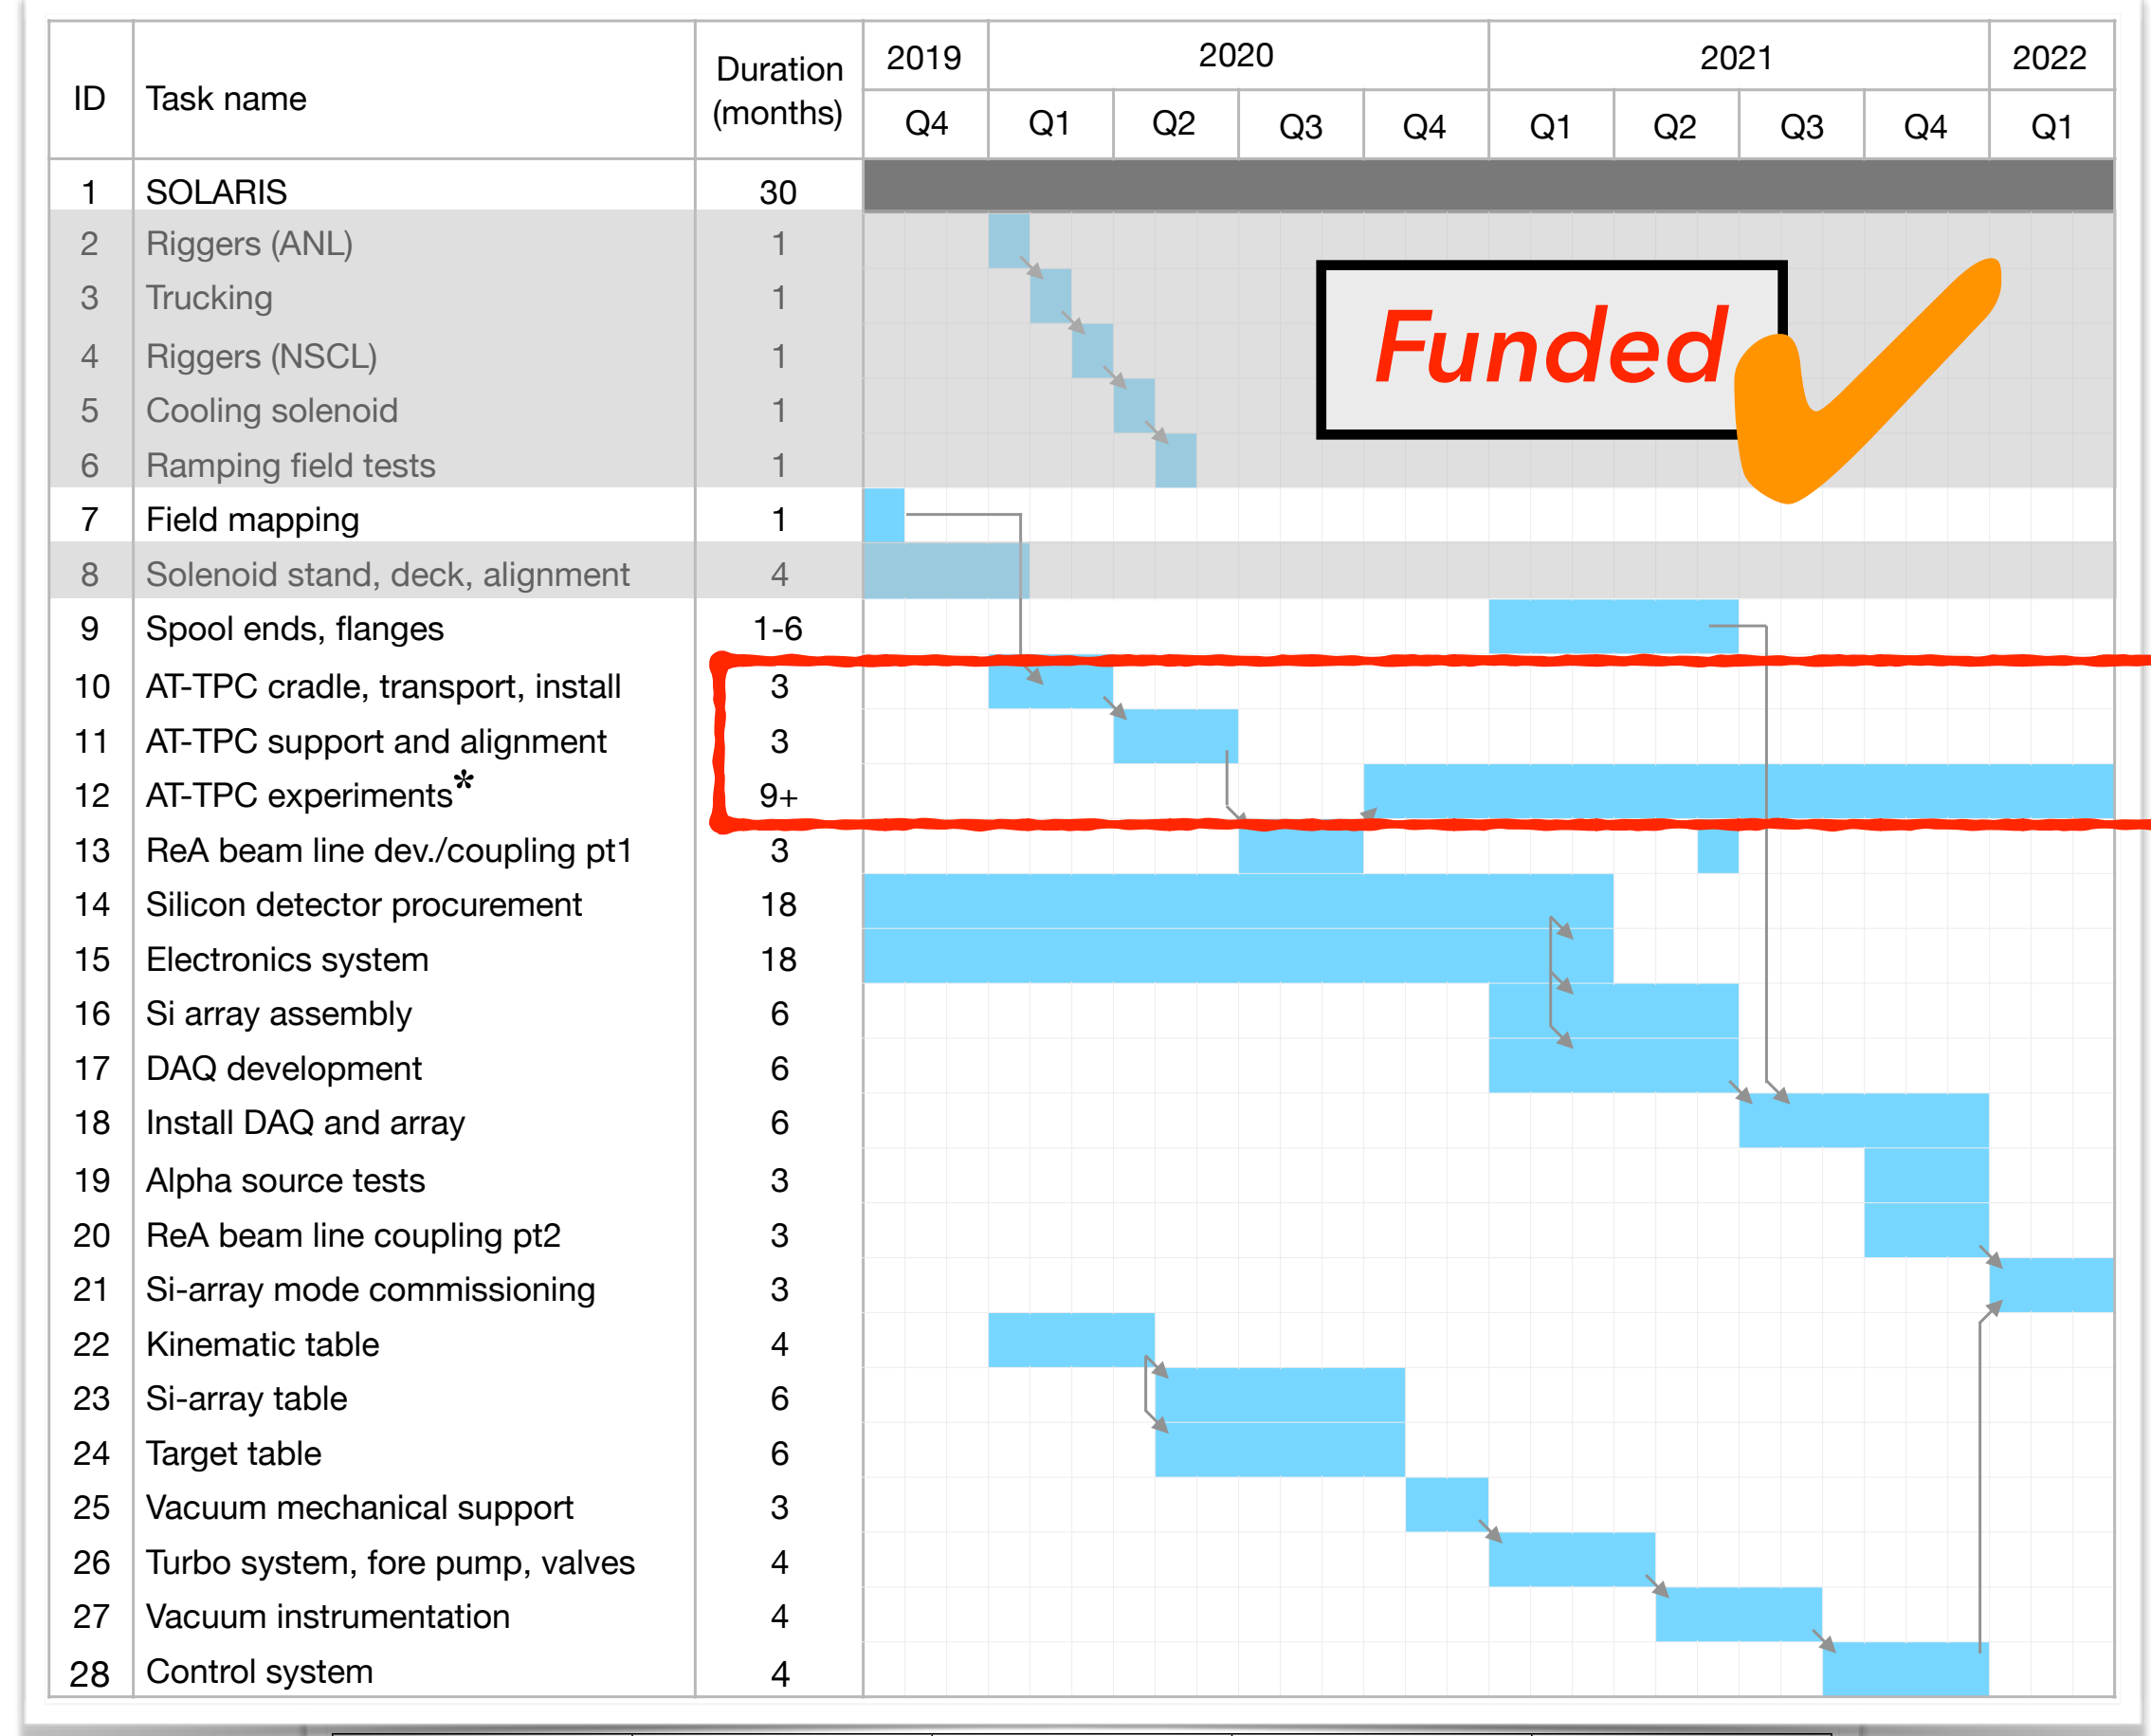 ID Task name Duration (months) 2019 2020 2021 2022
Q4 Q1 Q2 Q3 Q4 Q1 Q2 Q3 Q4 Q1
1 SOLARIS 30
2 Riggers (ANL) 1
3 Trucking 1
Funded
4 Riggers (NSCL) 1
5 Cooling solenoid 1
6 Ramping field tests 1
7 Field mapping 1
8 Solenoid stand, deck, alignment 4
9 Spool ends, flanges 1-6
10 AT-TPC cradle, transport, install 3
11 AT-TPC support and alignment 3
12 AT-TPC experiments* 9+
13 ReA beam line dev./coupling pt1 3
14 Silicon detector procurement 18
15 Electronics system 18
16 Si array assembly 6
17 DAQ development 6
18 Install DAQ and array 6
19 Alpha source tests 3
20 ReA beam line coupling pt2 3
21 Si-array mode commissioning 3
22 Kinematic table 4
23 Si-array table 6
24 Target table 6
25 Vacuum mechanical support 3
26 Turbo system, fore pump, valves 4
27 Vacuum instrumentation 4
28 Control system 4